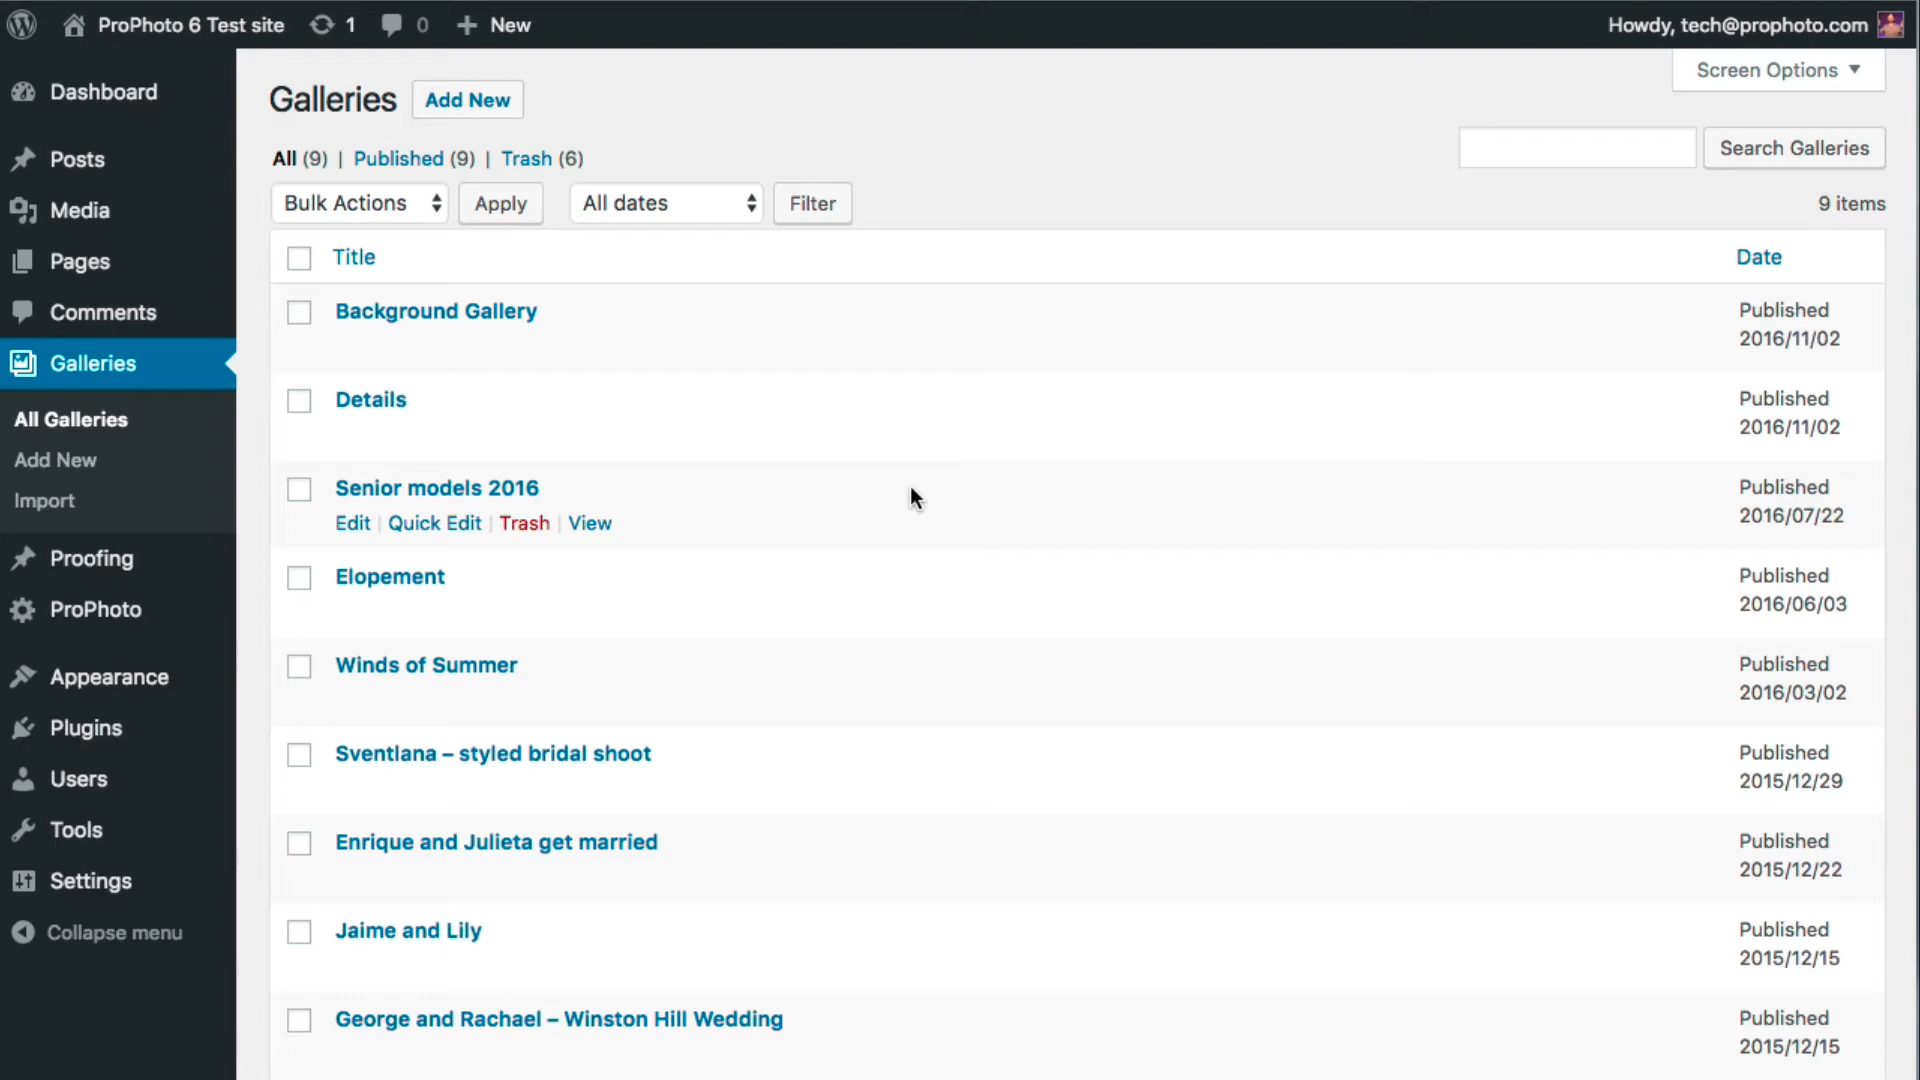 ProPhoto 6 Test site 1 0 New Howdy, tech@prophoto.com
Screen Options
Dashboard
Posts
Media
Pages
Comments
Galleries
All Galleries
Add New
Import
Proofing
ProPhoto
Appearance
Plugins
Users
Tools
Settings
Collapse menu
Galleries Add New
All (9) | Published (9) | Trash (6)
Search Galleries
Bulk Actions Apply All dates Filter 9 items
Title Date
Background Gallery Published
2016/11/02
Details Published
2016/11/02
Senior models 2016 Published
Edit | Quick Edit | Trash | View 2016/07/22
Elopement Published
2016/06/03
Winds of Summer Published
2016/03/02
Sventlana – styled bridal shoot Published
2015/12/29
Enrique and Julieta get married Published
2015/12/22
Jaime and Lily Published
2015/12/15
George and Rachael – Winston Hill Wedding Published
2015/12/15